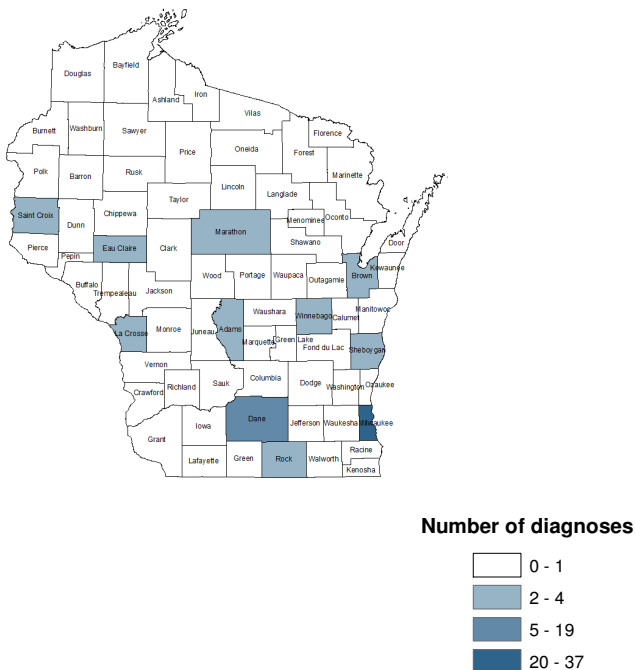 Douglas
Bayfield
Ashland
Iron
Vilas
Burnett
Washburn
Sawyer
Price
Oneida
Forest
Florence
Marinette
Polk
Barron
Rusk
Lincoln
Langlade
Taylor
Saint Croix
Dunn
Chippewa
Marathon
Menominee
Oconto
Door
Pierce
Pepin
Eau Claire
Clark
Shawano
Buffalo
Trempealeau
Jackson
Wood
Portage
Waupaca
Outagamie
Brown
Kewaunee
La Crosse
Monroe
Juneau
Adams
Waushara
Winnebago
Calumet
Manitowoc
Marquette
Green Lake
Fond du Lac
Sheboygan
Vernon
Crawford
Richland
Sauk
Columbia
Dodge
Washington
Ozaukee
Grant
Iowa
Dane
Jefferson
Waukesha
Milwaukee
Lafayette
Green
Rock
Walworth
Racine
Kenosha
Number of diagnoses
0 - 1
2 - 4
5 - 19
20 - 37